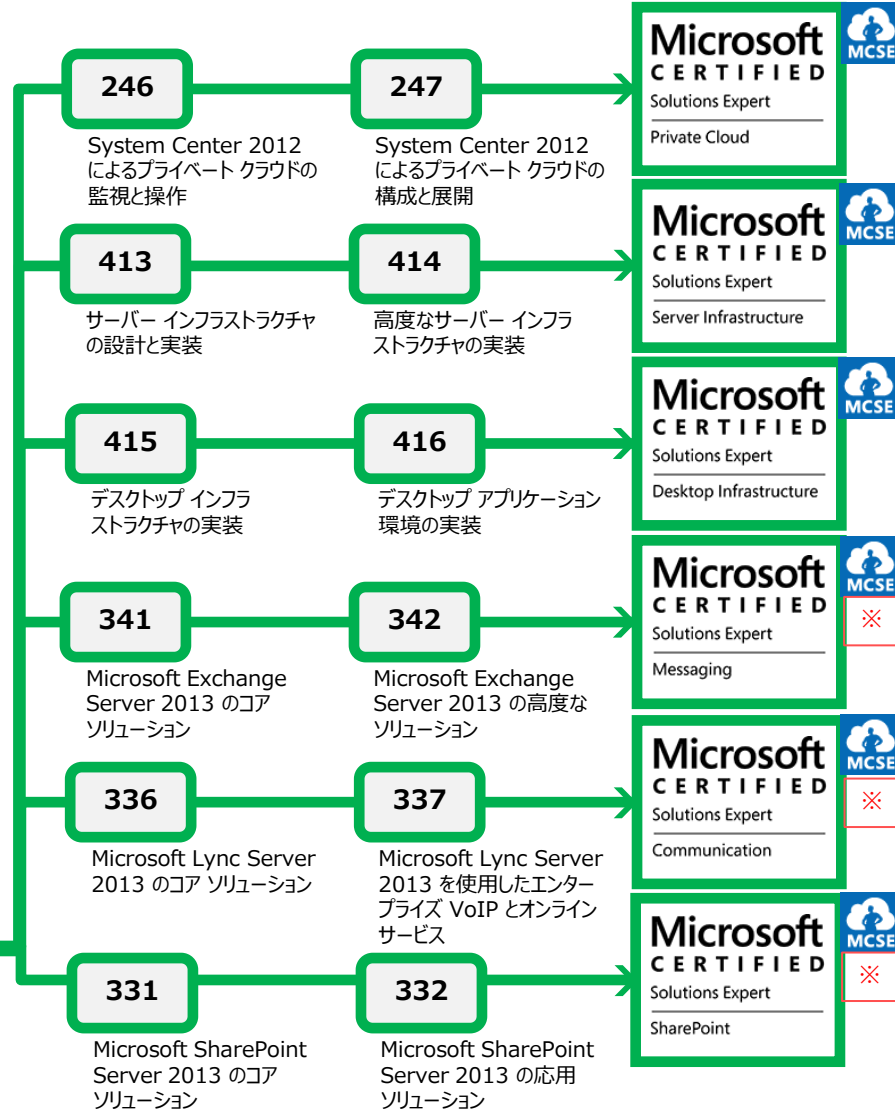 246
247
System Center 2012
によるプライベート クラウドの
監視と操作
System Center 2012
によるプライベート クラウドの
構成と展開
Microsoft
CERTIFIED
Solutions Expert
Private Cloud
MCSE
413
414
サーバー インフラストラクチャ
の設計と実装
高度なサーバー インフラ
ストラクチャの実装
Microsoft
CERTIFIED
Solutions Expert
Server Infrastructure
MCSE
415
416
デスクトップ インフラ
ストラクチャの実装
デスクトップ アプリケーション
環境の実装
Microsoft
CERTIFIED
Solutions Expert
Desktop Infrastructure
MCSE
341
342
Microsoft Exchange
Server 2013 のコア
ソリューション
Microsoft Exchange
Server 2013 の高度な
ソリューション
Microsoft
CERTIFIED
Solutions Expert
Messaging
MCSE
※
336
337
Microsoft Lync Server
2013 のコア ソリューション
Microsoft Lync Server
2013 を使用したエンター
プライズ VoIP とオンライン
サービス
Microsoft
CERTIFIED
Solutions Expert
Communication
MCSE
※
331
332
Microsoft SharePoint
Server 2013 のコア
ソリューション
Microsoft SharePoint
Server 2013 の応用
ソリューション
Microsoft
CERTIFIED
Solutions Expert
SharePoint
MCSE
※